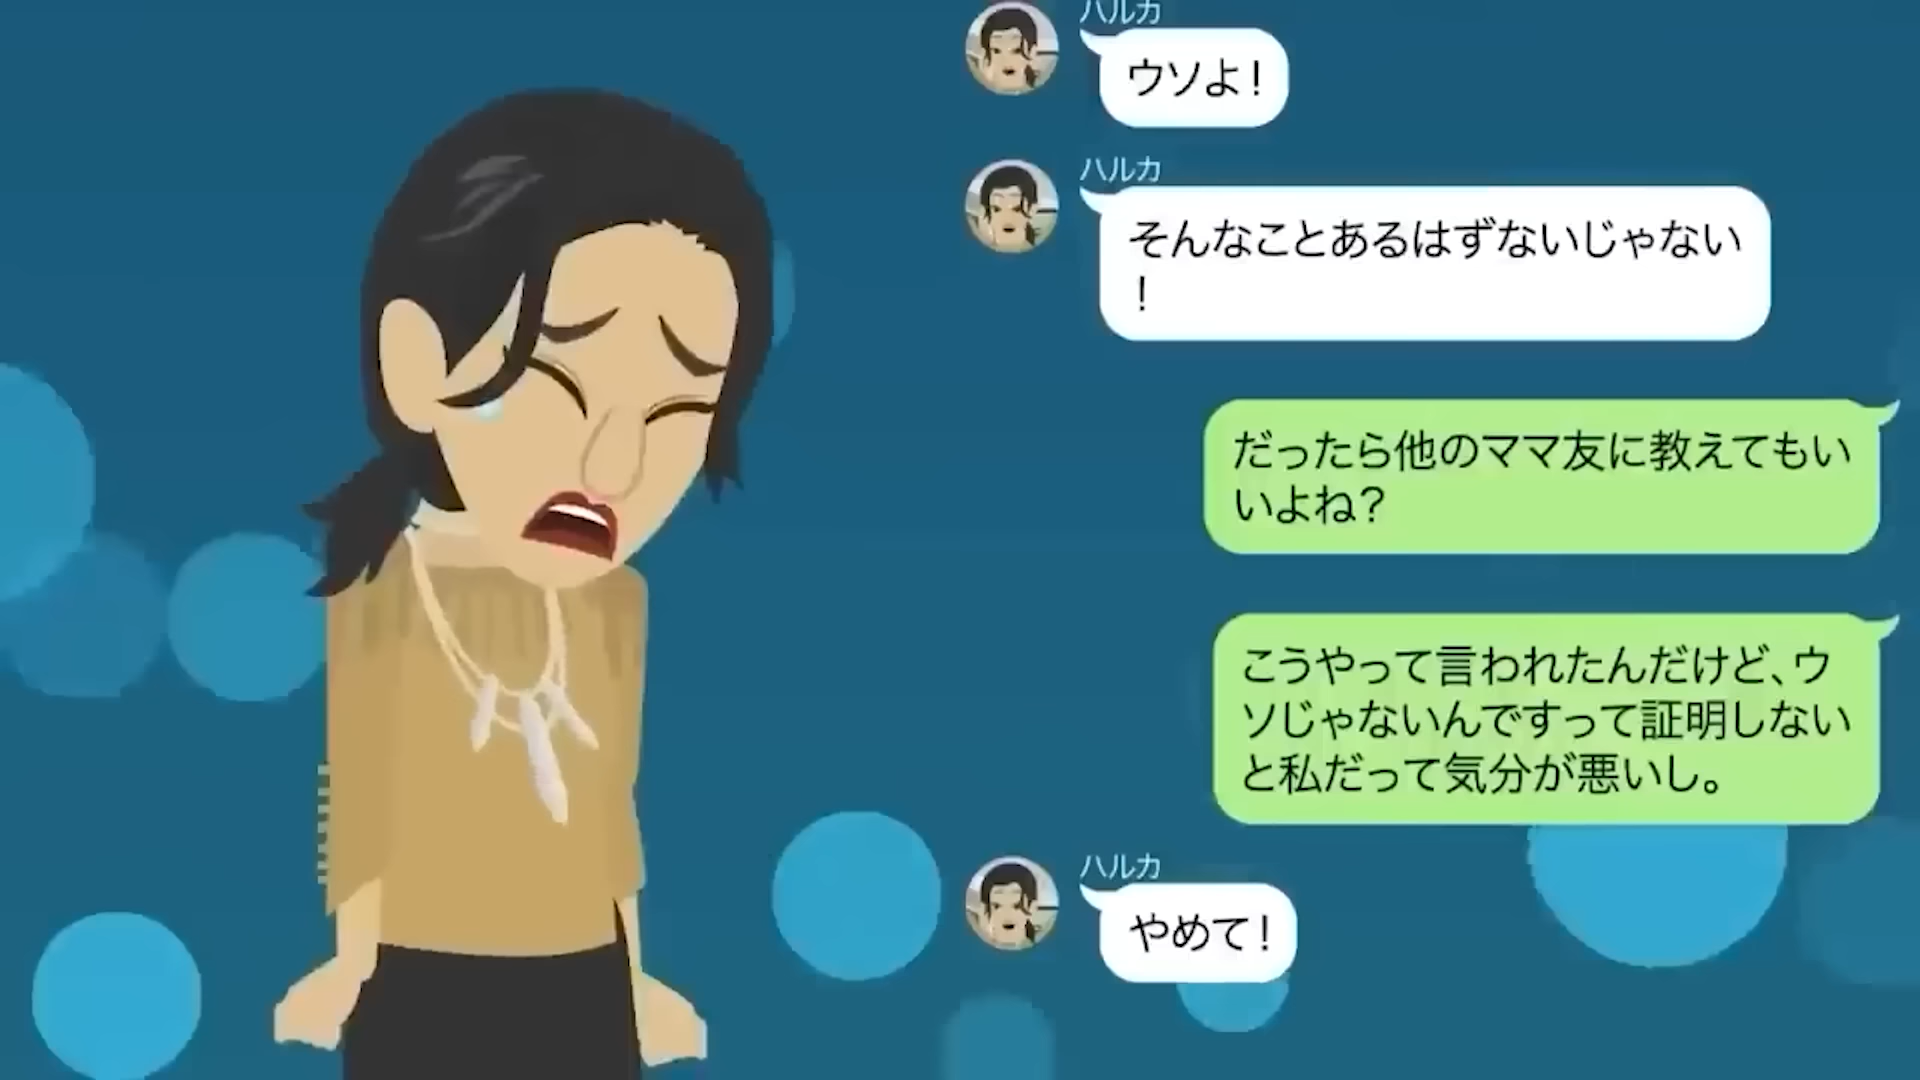 ハルカ
ウソよ!
ハルカ
そんなことあるはずないじゃない
!
だったら他のママ友に教えてもい
いよね?
こうやって言われたんだけど、ウ
ソじゃないんですって証明しない
と私だって気分が悪いし。
ハルカ
やめて!